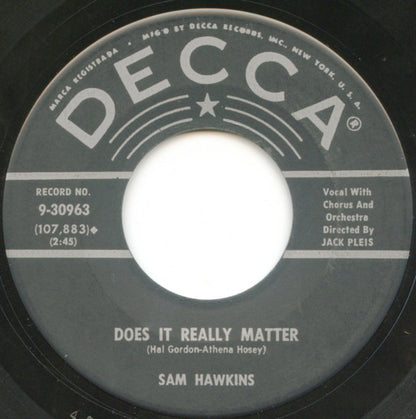 MARCA REGISTRADA • MFG'D BY DECCA RECORDS, INC., NEW YORK, U.S.A.
DECCA®
RECORD NO.
9-30963
(107,883)♦
(2:45)
Vocal With
Chorus And
Orchestra
Directed By
JACK PLEIS
DOES IT REALLY MATTER
(Hal Gordon-Athena Hosey)
SAM HAWKINS